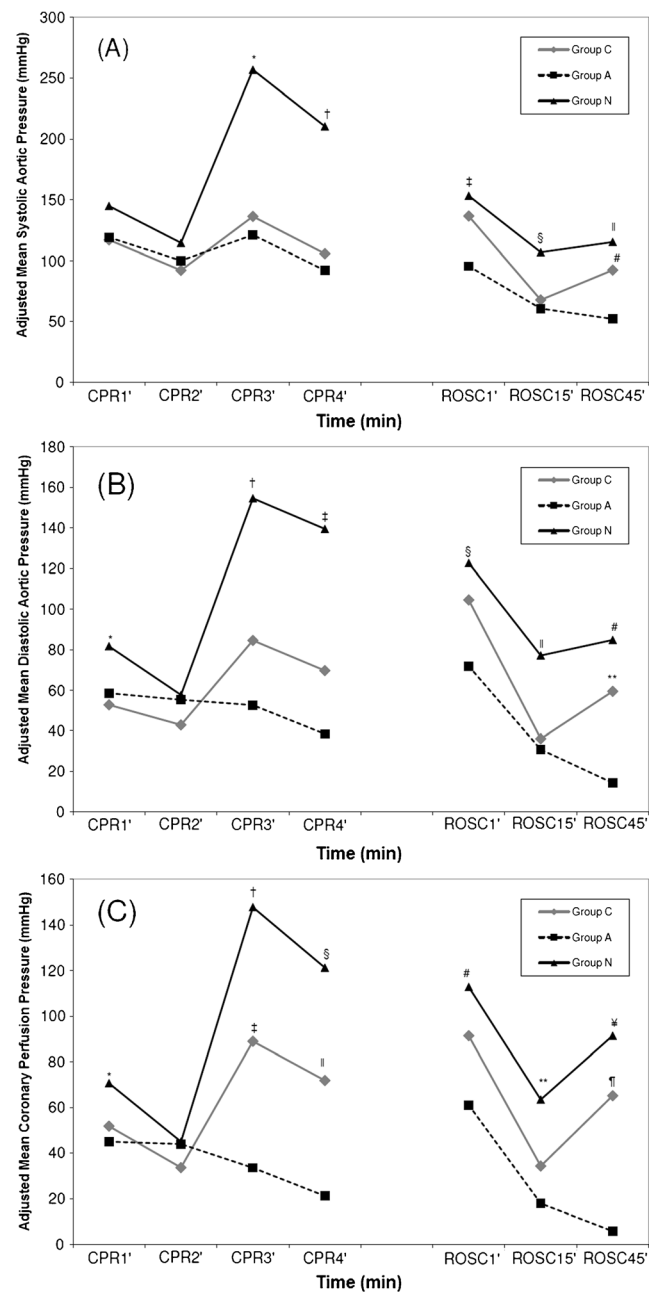 (A)
Adjusted Mean Systolic Aortic Pressure (mmHg)
300
250
200
150
100
50
0
Group C
Group A
Group N
*
†
‡
§
||
#
CPR1' CPR2' CPR3' CPR4' ROSC1' ROSC15' ROSC45'
Time (min)
(B)
Adjusted Mean Diastolic Aortic Pressure (mmHg)
180
160
140
120
100
80
60
40
20
0
Group C
Group A
Group N
*
†
‡
§
||
#
**
CPR1' CPR2' CPR3' CPR4' ROSC1' ROSC15' ROSC45'
Time (min)
(C)
Adjusted Mean Coronary Perfusion Pressure (mmHg)
160
140
120
100
80
60
40
20
0
Group C
Group A
Group N
*
†
‡
§
||
#
**
¥
¶
CPR1' CPR2' CPR3' CPR4' ROSC1' ROSC15' ROSC45'
Time (min)